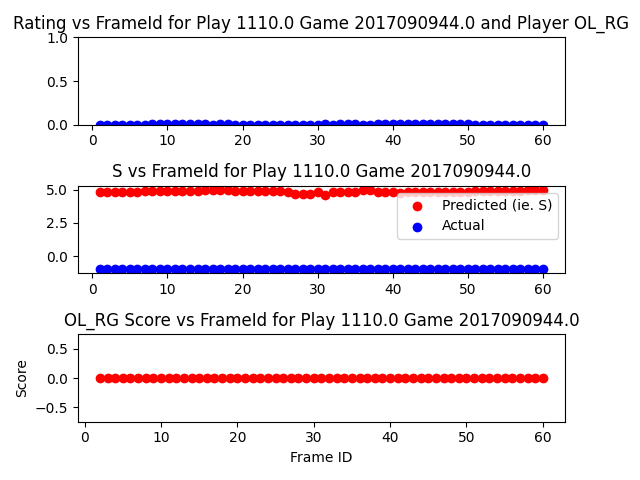 Rating vs FrameId for Play 1110.0 Game 2017090944.0 and Player OL_RG
1.0
0.5
0.0
0 10 20 30 40 50 60
S vs FrameId for Play 1110.0 Game 2017090944.0
5.0
2.5
0.0
Predicted (ie. S)
Actual
0 10 20 30 40 50 60
OL_RG Score vs FrameId for Play 1110.0 Game 2017090944.0
Score
0.5
0.0
−0.5
0 10 20 30 40 50 60
Frame ID